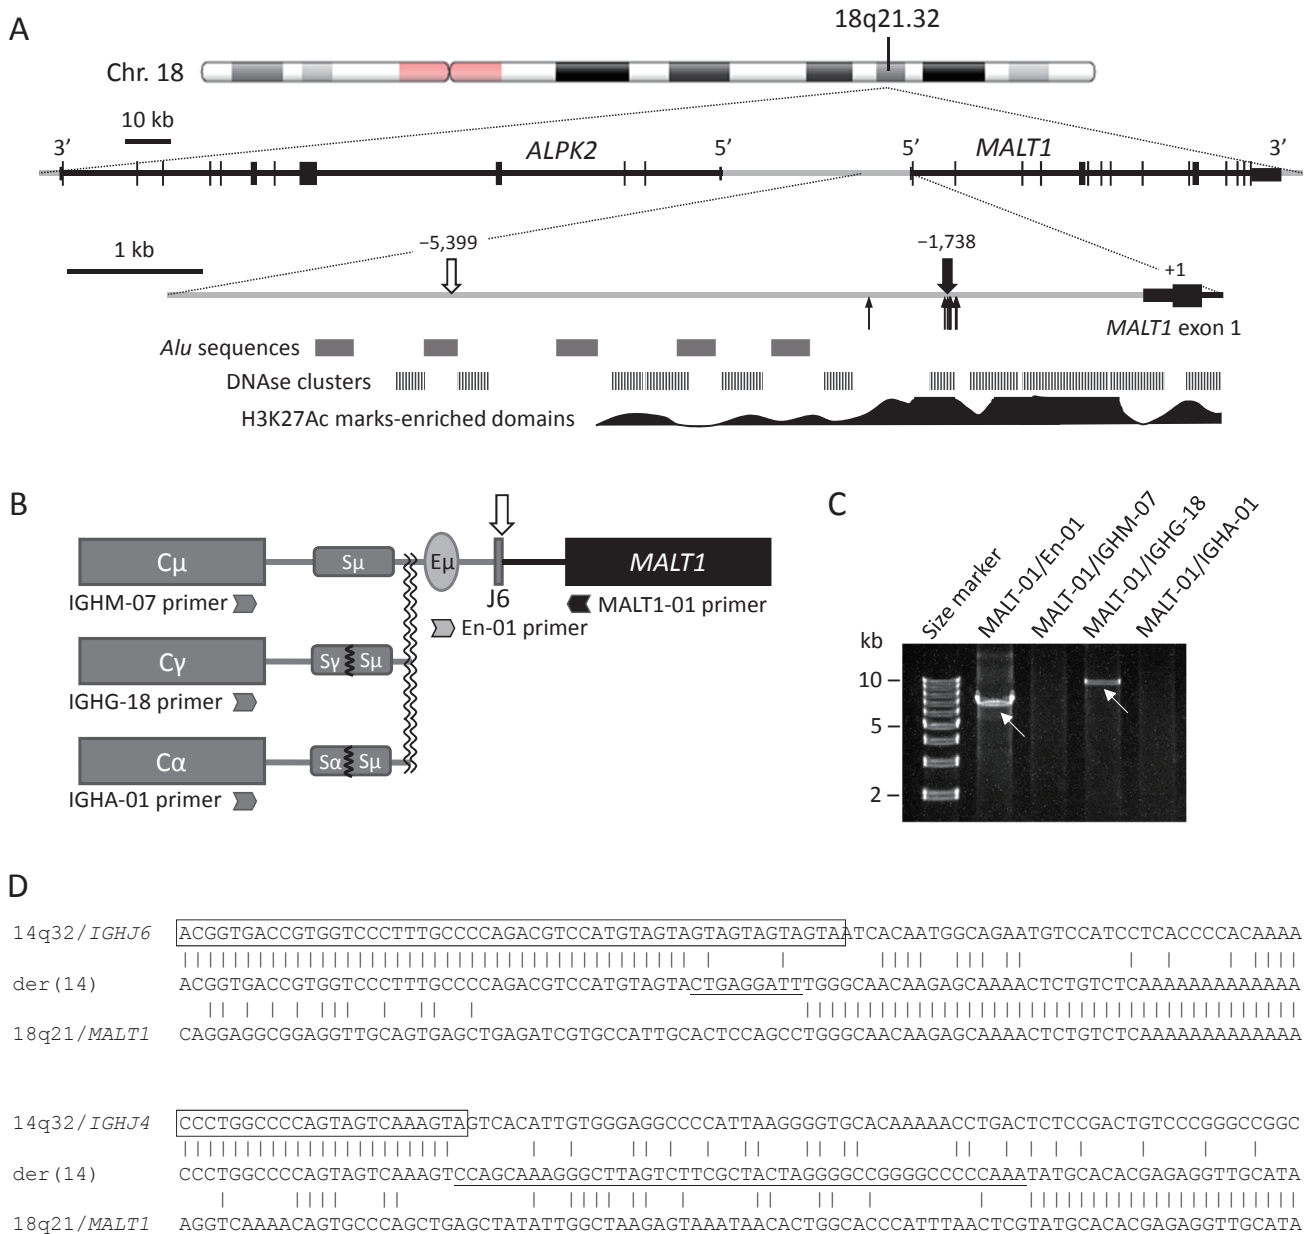 A
18q21.32
Chr. 18
10 kb
3’ ALPK2 5’ 5’ MALT1 3’
1 kb
−5,399 −1,738 +1
MALT1 exon 1
Alu sequences
DNAse clusters
H3K27Ac marks-enriched domains
B
Cμ Sμ Eμ J6 MALT1
IGHM-07 primer MALT1-01 primer
En-01 primer
Cγ Sγ Sμ
IGHG-18 primer
Cα Sα Sμ
IGHA-01 primer
C
Size marker
MALT-01/En-01
MALT-01/IGHM-07
MALT-01/IGHG-18
MALT-01/IGHA-01
kb
10
5
2
D
14q32/IGHJ6 ACGGTGACCGTGGTCCCTTTGCCCCAGACGTCCATGTAGTAGTAGTAGTAGTAATCACAATGGCAGAATGTCCATCCTCACCCCACAAAA
der(14) ACGGTGACCGTGGTCCCTTTGCCCCAGACGTCCATGTAGTACTGAGGATTTGGGCAACAAGAGCAAAACTCTGTCTCAAAAAAAAAAAAA
18q21/MALT1 CAGGAGGCGGAGGTTGCAGTGAGCTGAGATCGTGCCATTGCACTCCAGCCTGGGCAACAAGAGCAAAACTCTGTCTCAAAAAAAAAAAAA
14q32/IGHJ4 CCCTGGCCCCAGTAGTCAAAGTAGTCACATTGTGGGAGGCCCCATTAAGGGGTGCACAAAAACCTGACTCTCCGACTGTCCCGGGCCGGC
der(14) CCCTGGCCCCAGTAGTCAAAGTCCAGCAAAGGGCTTAGTCTTCGCTACTAGGGGCCGGGGCCCCCAAATATGCACACGAGAGGTTGCATA
18q21/MALT1 AGGTCAAAACAGTGCCCAGCTGAGCTATATTGGCTAAGAGTAAATAACACTGGCACCCATTTAACTCGTATGCACACGAGAGGTTGCATA